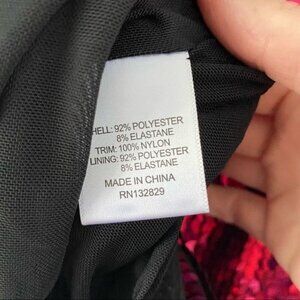 HELL: 92% POLYESTER
8% ELASTANE
TRIM: 100% NYLON
LINING: 92% POLYESTER
8% ELASTANE
MADE IN CHINA
RN132829